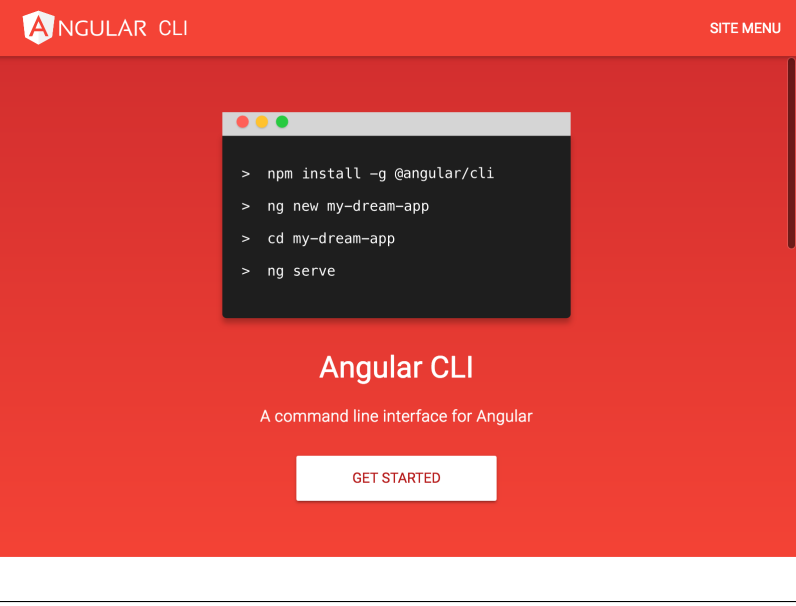 ANGULAR CLI
SITE MENU
> npm install -g @angular/cli
> ng new my-dream-app
> cd my-dream-app
> ng serve
Angular CLI
A command line interface for Angular
GET STARTED